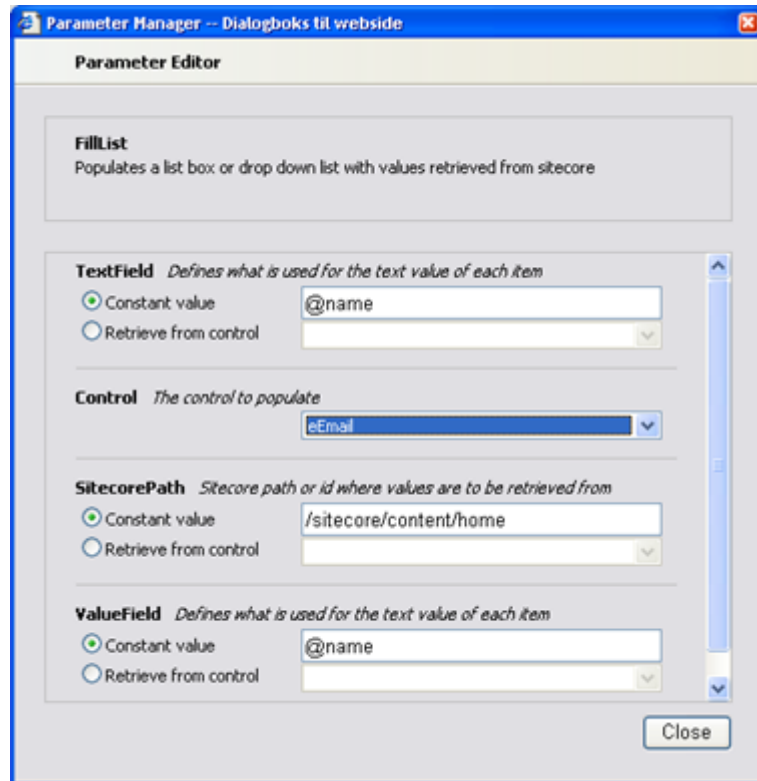 Parameter Manager -- Dialogboks til webside
Parameter Editor
FillList
Populates a list box or drop down list with values retrieved from sitecore
TextField Defines what is used for the text value of each item
Constant value @name
Retrieve from control
Control The control to populate
eEmail
SitecorePath Sitecore path or id where values are to be retrieved from
Constant value /sitecore/content/home
Retrieve from control
ValueField Defines what is used for the text value of each item
Constant value @name
Retrieve from control
Close